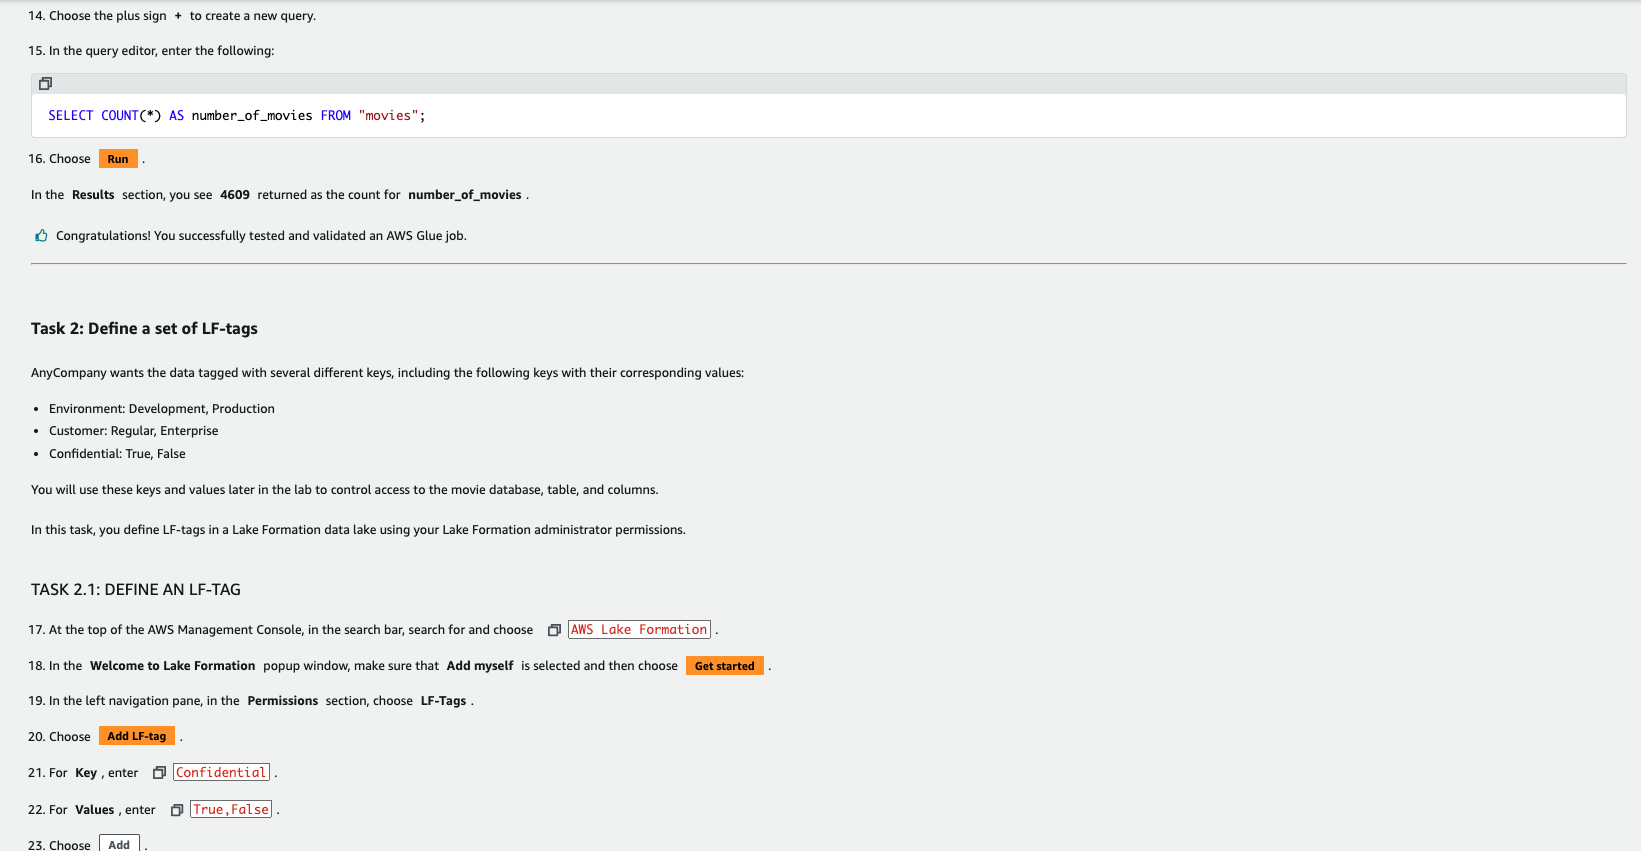 14. Choose the plus sign + to create a new query.
15. In the query editor, enter the following:
SELECT COUNT(*) AS number_of_movies FROM "movies";
16. Choose Run .
In the Results section, you see 4609 returned as the count for number_of_movies .
Congratulations! You successfully tested and validated an AWS Glue job.
Task 2: Define a set of LF-tags
AnyCompany wants the data tagged with several different keys, including the following keys with their corresponding values:
• Environment: Development, Production
• Customer: Regular, Enterprise
• Confidential: True, False
You will use these keys and values later in the lab to control access to the movie database, table, and columns.
In this task, you define LF-tags in a Lake Formation data lake using your Lake Formation administrator permissions.
TASK 2.1: DEFINE AN LF-TAG
17. At the top of the AWS Management Console, in the search bar, search for and choose AWS Lake Formation .
18. In the Welcome to Lake Formation popup window, make sure that Add myself is selected and then choose Get started .
19. In the left navigation pane, in the Permissions section, choose LF-Tags .
20. Choose Add LF-tag .
21. For Key , enter Confidential .
22. For Values , enter True,False .
23. Choose Add .